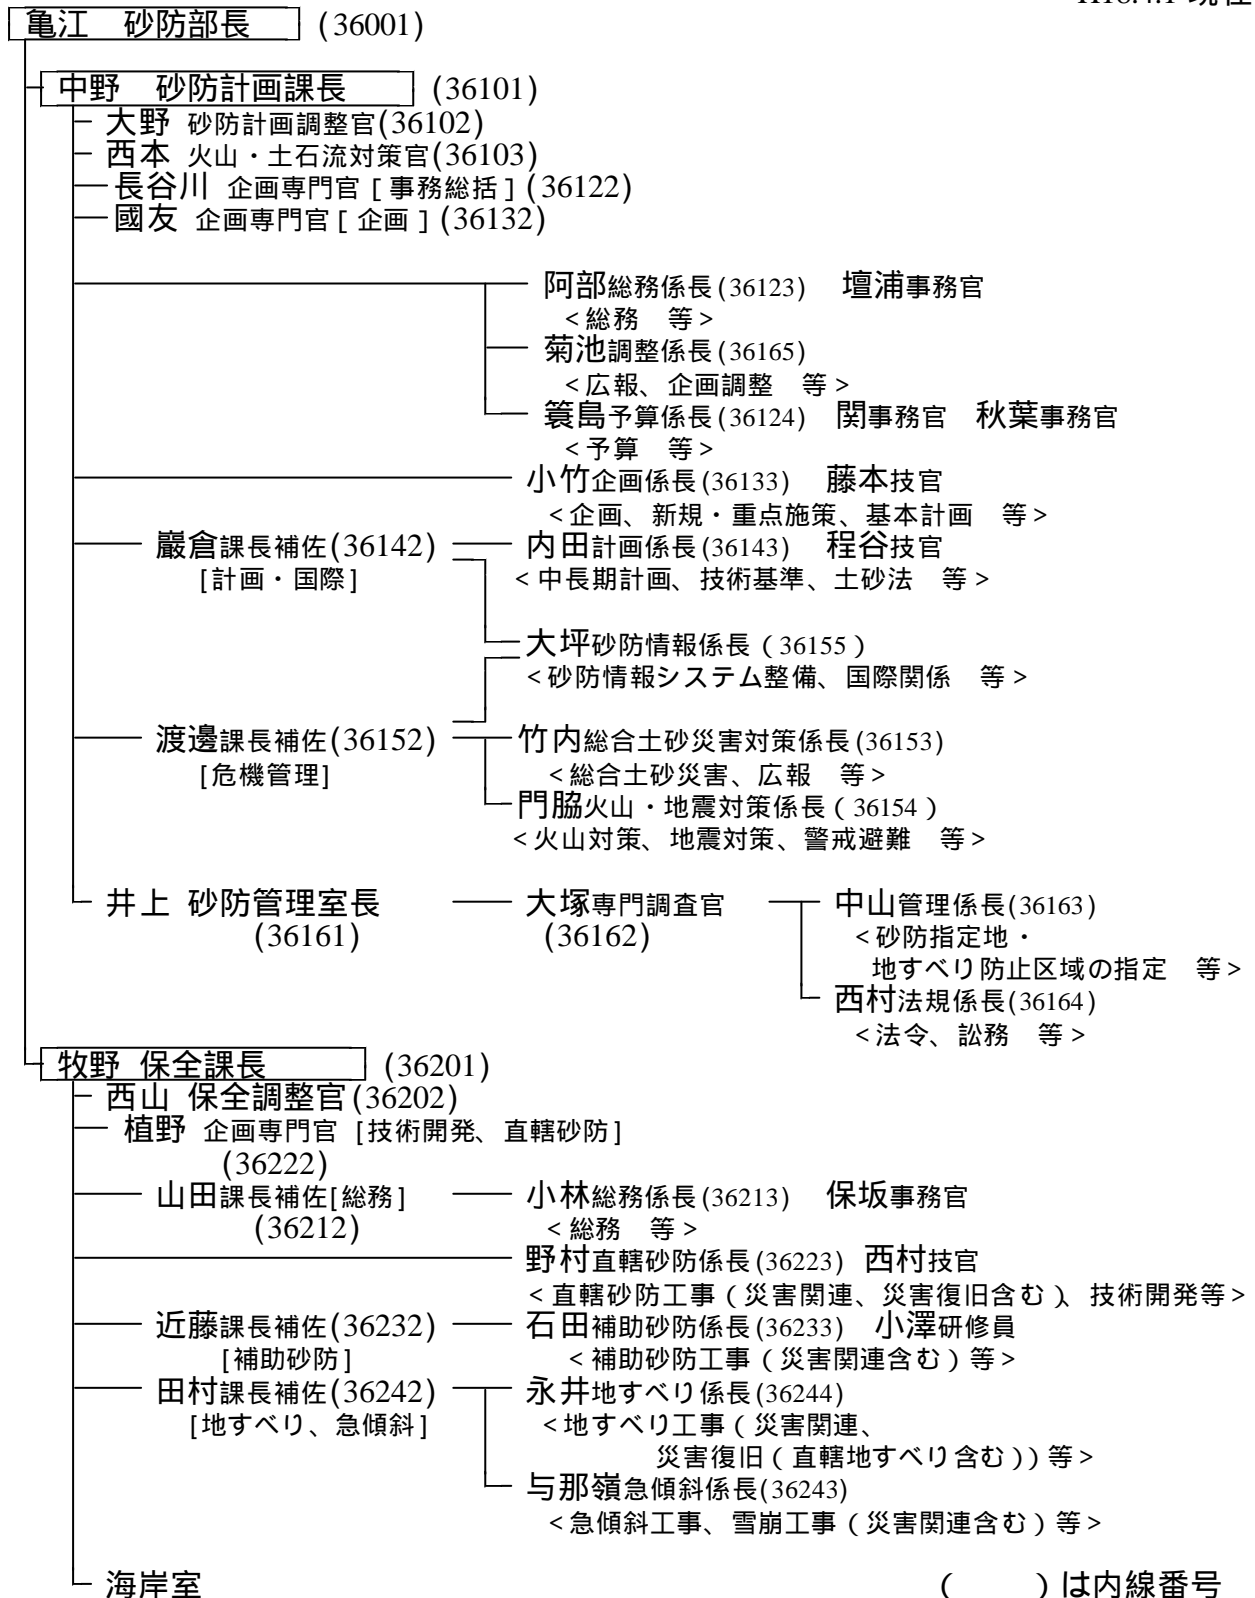 亀江　砂防部長 (36001)
中野　砂防計画課長 (36101)
大野 砂防計画調整官(36102)
西本 火山・土石流対策官(36103)
長谷川 企画専門官 [ 事務総括 ] (36122)
國友 企画専門官 [ 企画 ] (36132)
阿部総務係長(36123)　壇浦事務官
<総務　等>
菊池調整係長(36165)
<広報、企画調整　等>
簑島予算係長(36124)　関事務官　秋葉事務官
<予算　等>
小竹企画係長(36133)　藤本技官
<企画、新規・重点施策、基本計画　等>
巖倉課長補佐(36142)　内田計画係長(36143)　程谷技官
[計画・国際]　<中長期計画、技術基準、土砂法　等>
大坪砂防情報係長（36155）
<砂防情報システム整備、国際関係　等>
渡邊課長補佐(36152)　竹内総合土砂災害対策係長(36153)
[危機管理]　<総合土砂災害、広報　等>
門脇火山・地震対策係長（36154）
<火山対策、地震対策、警戒避難　等>
井上 砂防管理室長　大塚専門調査官　中山管理係長(36163)
(36161)　(36162)　<砂防指定地・
地すべり防止区域の指定　等>
西村法規係長(36164)
<法令、訟務　等>
牧野 保全課長 (36201)
西山 保全調整官(36202)
植野 企画専門官 [技術開発、直轄砂防]
(36222)
山田課長補佐[総務]　小林総務係長(36213)　保坂事務官
(36212)　<総務　等>
野村直轄砂防係長(36223) 西村技官
<直轄砂防工事（災害関連、災害復旧含む）、技術開発等>
近藤課長補佐(36232)　石田補助砂防係長(36233)　小澤研修員
[補助砂防]　<補助砂防工事（災害関連含む）等>
田村課長補佐(36242)　永井地すべり係長(36244)
[地すべり、急傾斜]　<地すべり工事（災害関連、
災害復旧（直轄地すべり含む））等>
与那嶺急傾斜係長(36243)
<急傾斜工事、雪崩工事（災害関連含む）等>
海岸室　(　　)は内線番号